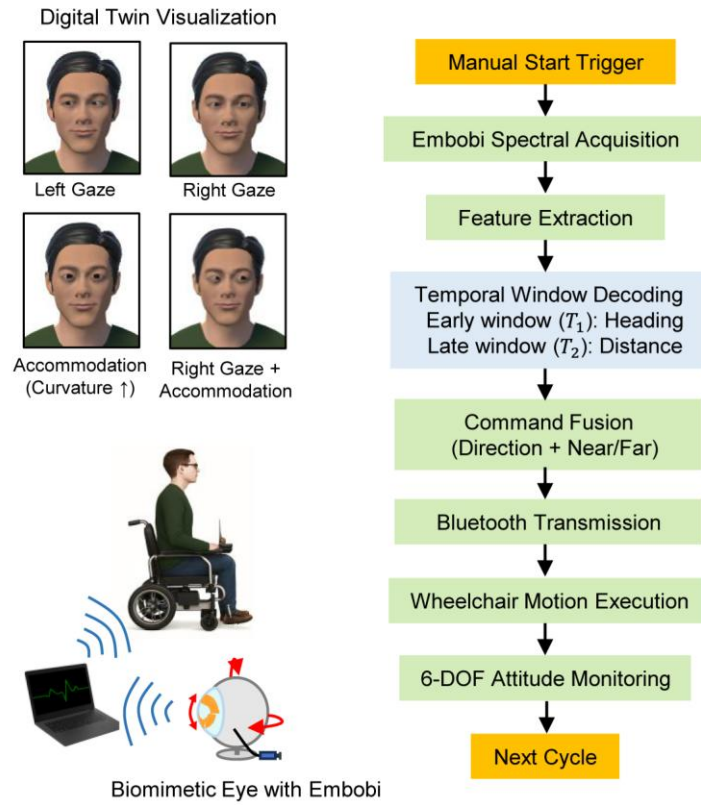 Digital Twin Visualization
Left Gaze
Right Gaze
Accommodation
(Curvature ↑)
Right Gaze +
Accommodation
Biomimetic Eye with Embobi
Manual Start Trigger
Embobi Spectral Acquisition
Feature Extraction
Temporal Window Decoding
Early window (T₁): Heading
Late window (T₂): Distance
Command Fusion
(Direction + Near/Far)
Bluetooth Transmission
Wheelchair Motion Execution
6-DOF Attitude Monitoring
Next Cycle